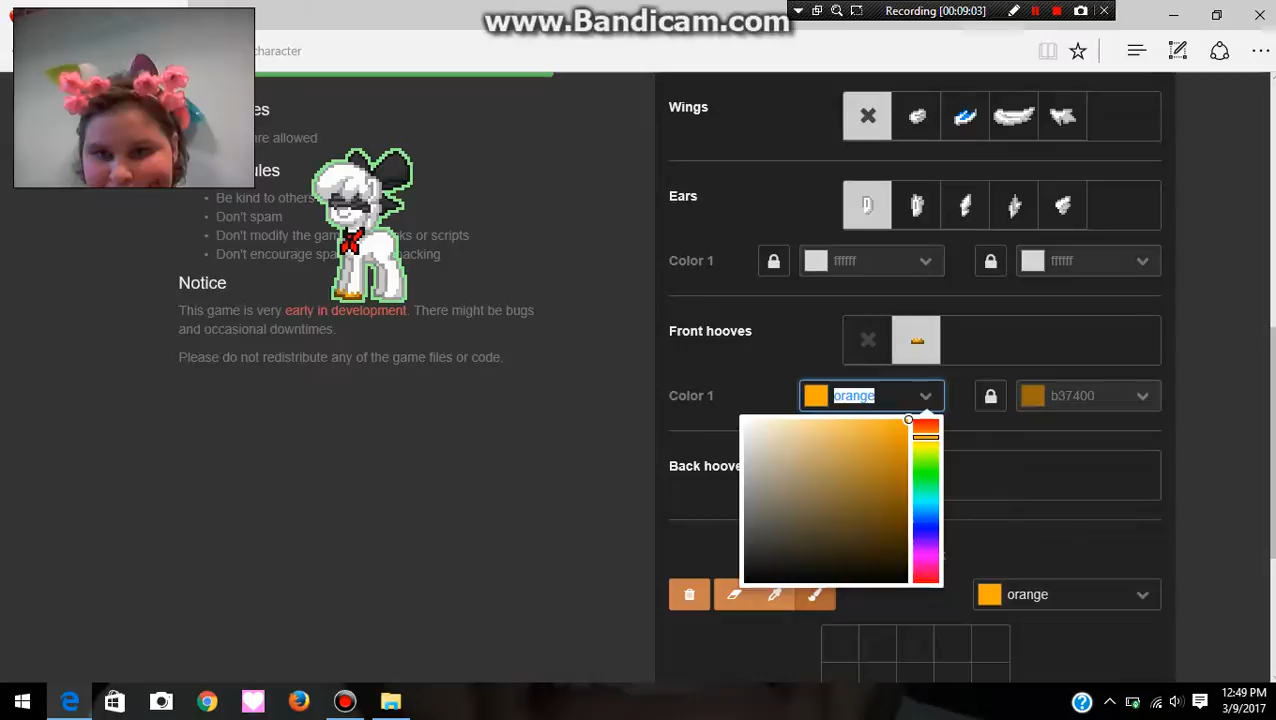 www.Bandicam.com
Recording [00:09:03]
character
es
re allowed
ules
Be kind to others
Don't spam
Don't modify the gam ks or scripts
Don't encourage spa acking
Notice
This game is very early in development. There might be bugs
and occasional downtimes.
Please do not redistribute any of the game files or code.
Wings
Ears
Color 1 ffffff ffffff
Front hooves
Color 1 orange b37400
Back hoove
orange
12:49 PM
3/9/2017